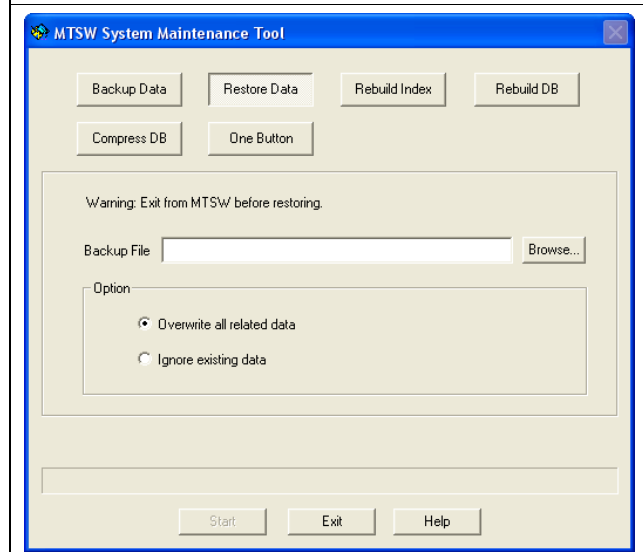 MTSW System Maintenance Tool
Backup Data Restore Data Rebuild Index Rebuild DB
Compress DB One Button
Warning: Exit from MTSW before restoring.
Backup File Browse...
Option
Overwrite all related data
Ignore existing data
Start Exit Help